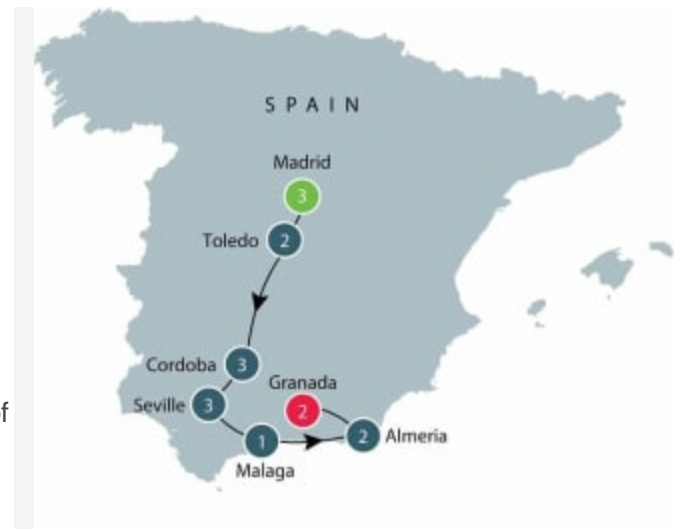 SPAIN
Madrid
3
Toledo 2
Cordoba 3
Granada
Seville 3
2
1
2 Almeria
Malaga